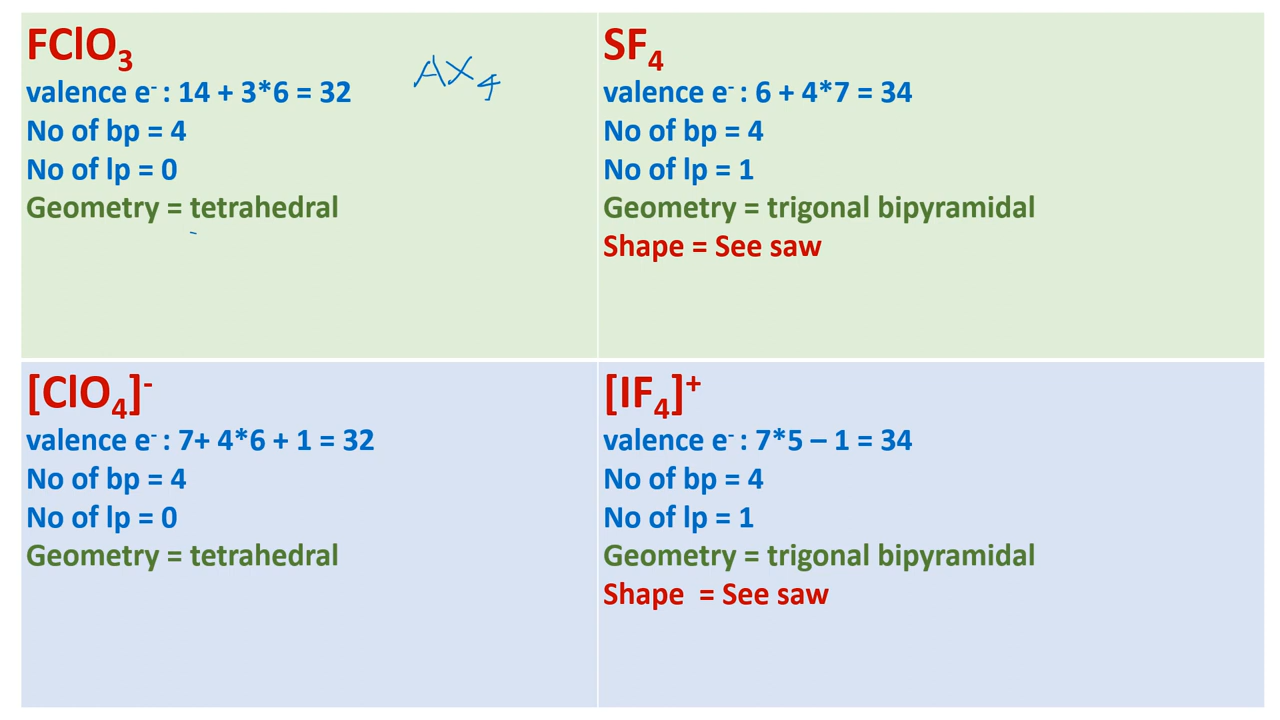 FClO₃
valence e⁻ : 14 + 3*6 = 32
AX₄
No of bp = 4
No of lp = 0
Geometry = tetrahedral
SF₄
valence e⁻ : 6 + 4*7 = 34
No of bp = 4
No of lp = 1
Geometry = trigonal bipyramidal
Shape = See saw
[ClO₄]⁻
valence e⁻ : 7+ 4*6 + 1 = 32
No of bp = 4
No of lp = 0
Geometry = tetrahedral
[IF₄]⁺
valence e⁻ : 7*5 – 1 = 34
No of bp = 4
No of lp = 1
Geometry = trigonal bipyramidal
Shape = See saw